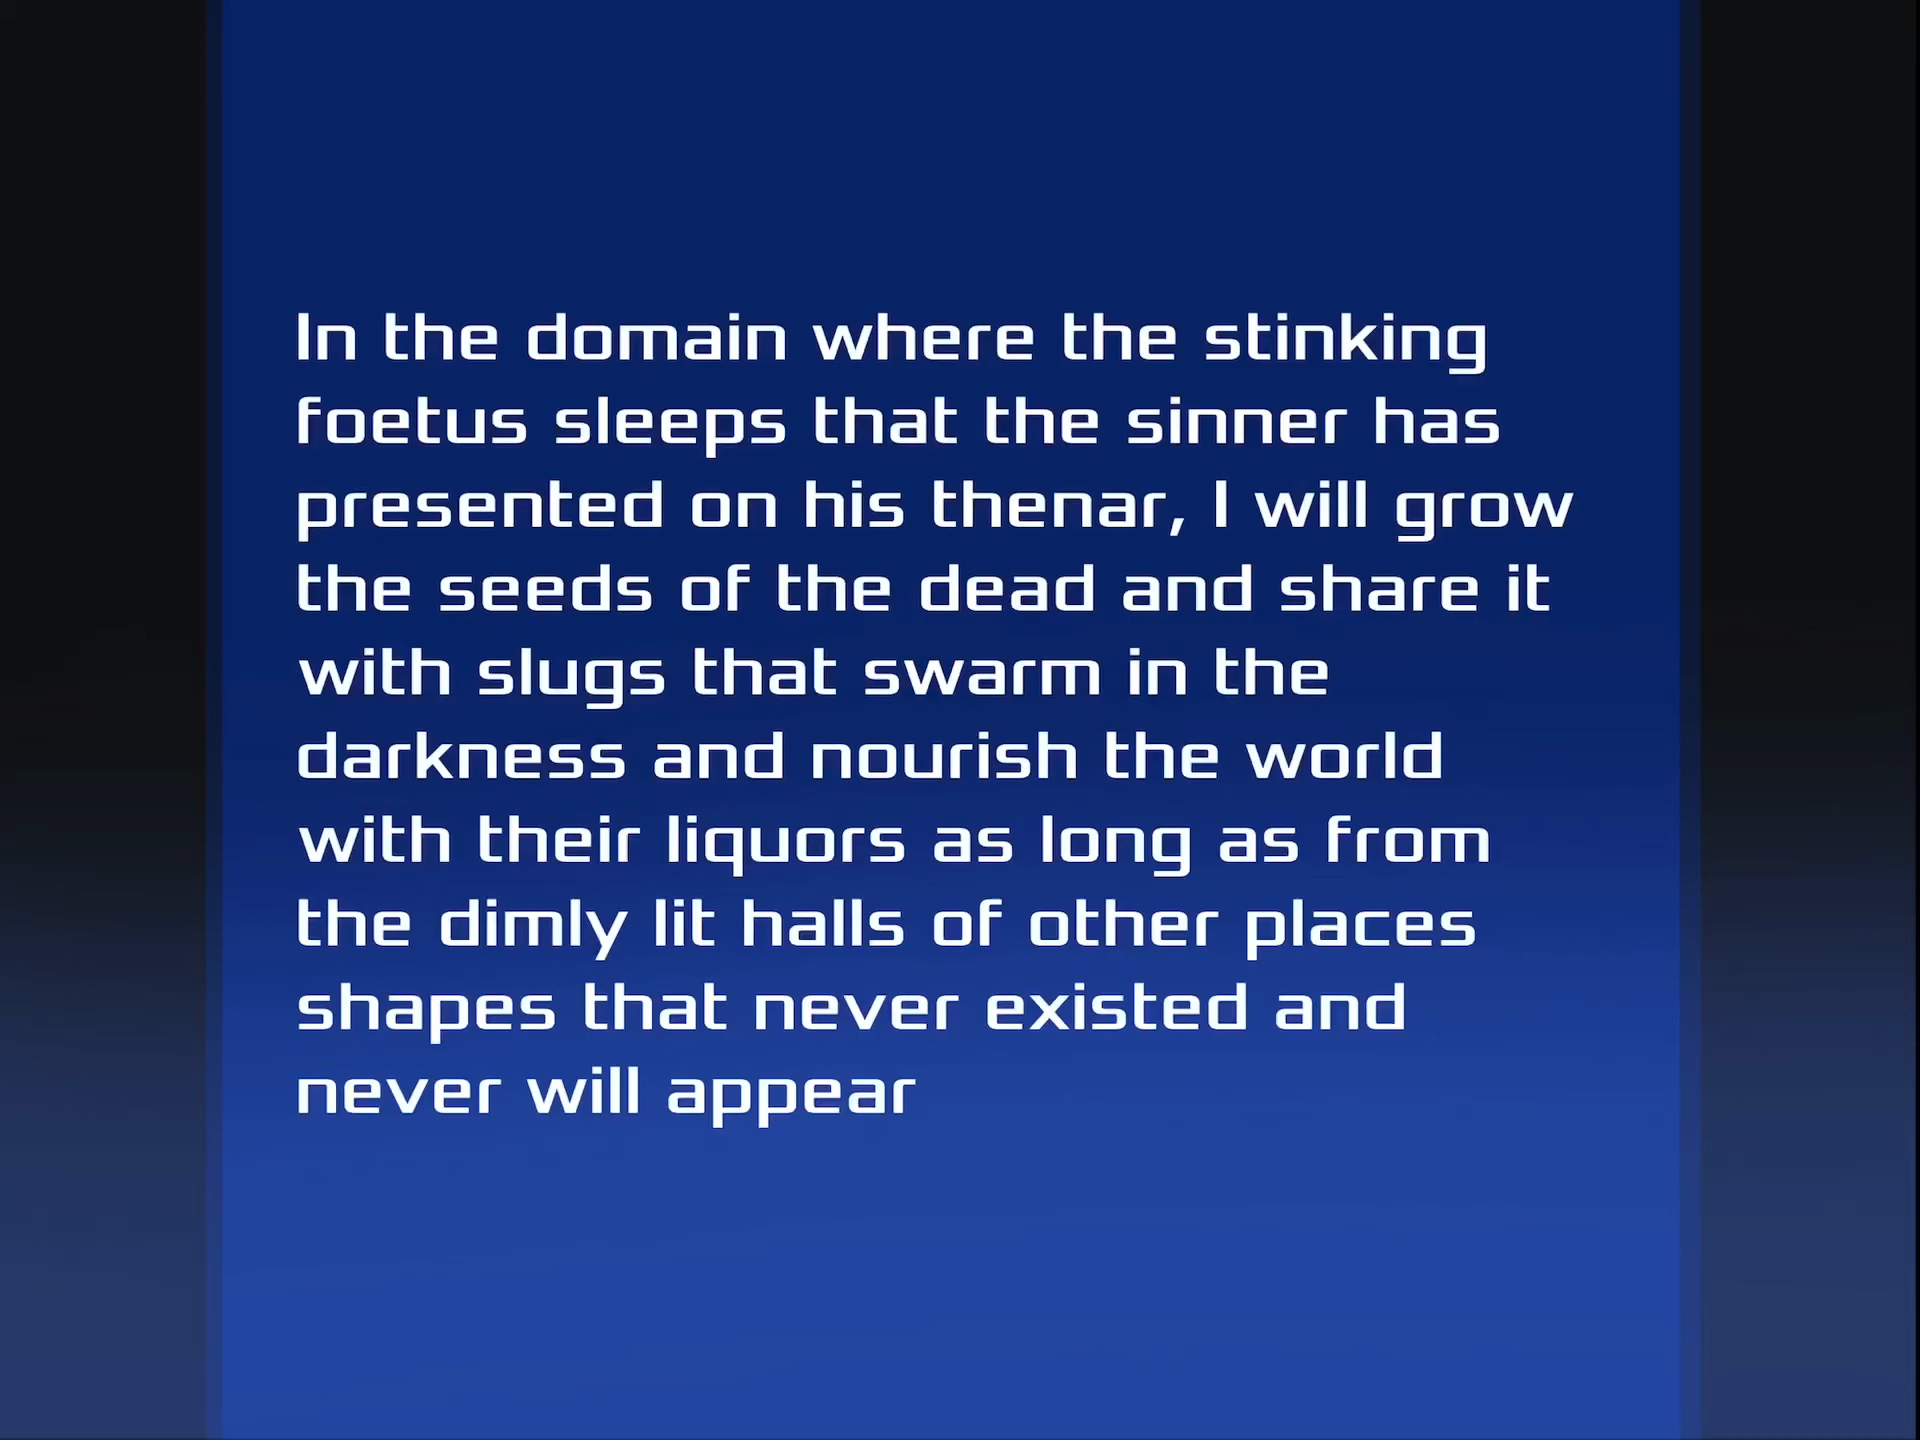 In the domain where the stinking
foetus sleeps that the sinner has
presented on his thenar, I will grow
the seeds of the dead and share it
with slugs that swarm in the
darkness and nourish the world
with their liquors as long as from
the dimly lit halls of other places
shapes that never existed and
never will appear